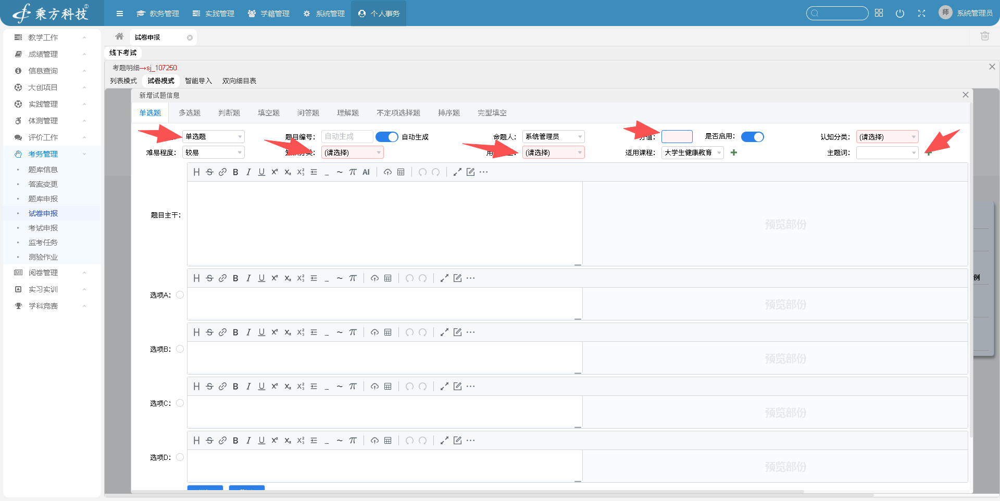 乘方科技
教务管理
实践管理
学籍管理
系统管理
个人事务
系统管理员
师
教学工作
成绩管理
信息查询
大创项目
实践管理
体测管理
评价工作
考务管理
题库信息
答案变更
题库申报
试卷申报
考试申报
监考任务
测验作业
阅卷管理
实习实训
学科竞赛
试卷申报
线下考试
考题明细→sj_107250
列表模式 试卷模式 智能导入 双向细目表
新增试题信息
单选题 多选题 判断题 填空题 问答题 理解题 不定项选择题 排序题 完型填空
单选题 题目编号： 自动生成 自动生成 命题人： 系统管理员 是否启用： 认知分类： (请选择)
难易程度： 较易 (请选择) (请选择) 适用课程： 大学生健康教育 主题词：
AI
题目主干：
预览部份
选项A：
预览部份
选项B：
预览部份
选项C：
预览部份
选项D：
预览部份
例